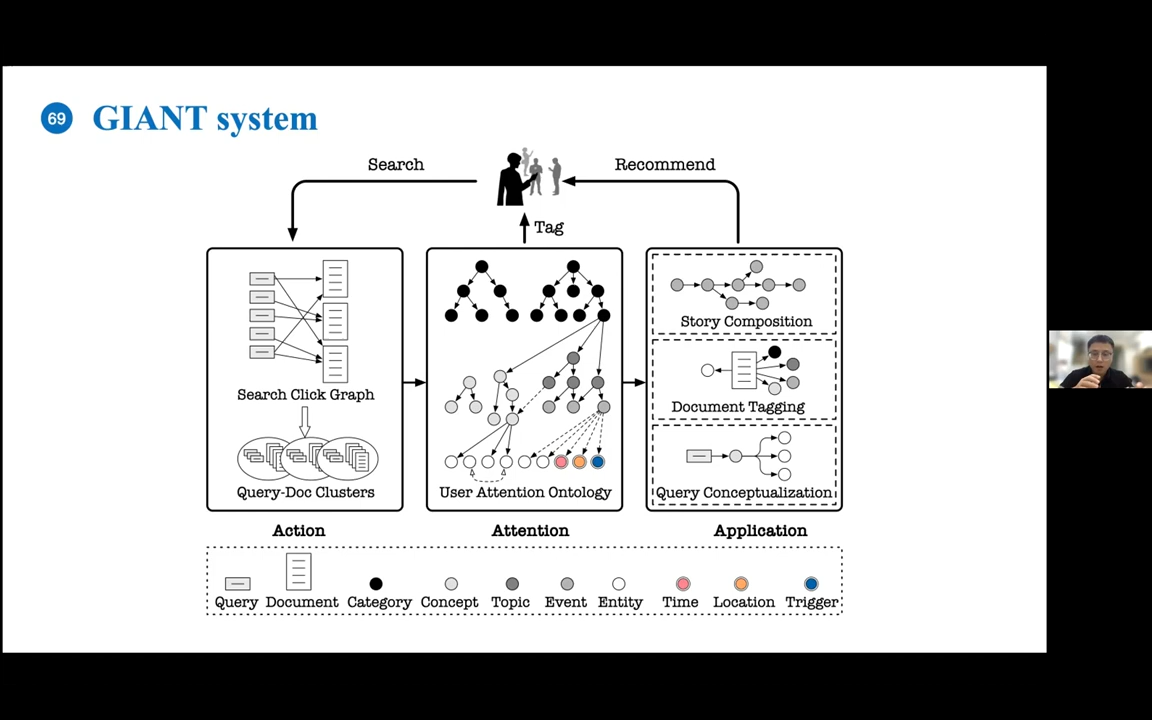 69 GIANT system
Search
Recommend
Tag
Search Click Graph
Query-Doc Clusters
User Attention Ontology
Story Composition
Document Tagging
Query Conceptualization
Action
Attention
Application
Query
Document
Category
Concept
Topic
Event
Entity
Time
Location
Trigger